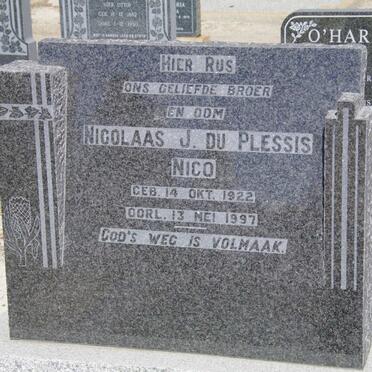 HIER RUS
ONS GELIEFDE BROER
EN OOM
NICOLAAS J. DU PLESSIS
NICO
GEB. 14 OKT. 1922
OORL. 13 MEI 1997
GOD'S WEG IS VOLMAAK.
O'HAR